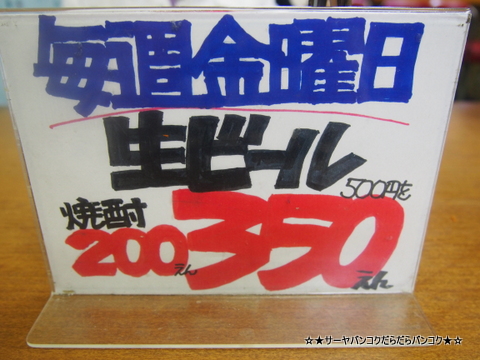 毎週金曜日
生ビール
500円を
焼酎
200えん
350えん
☆★サーヤバンコクだらだらバンコク★☆